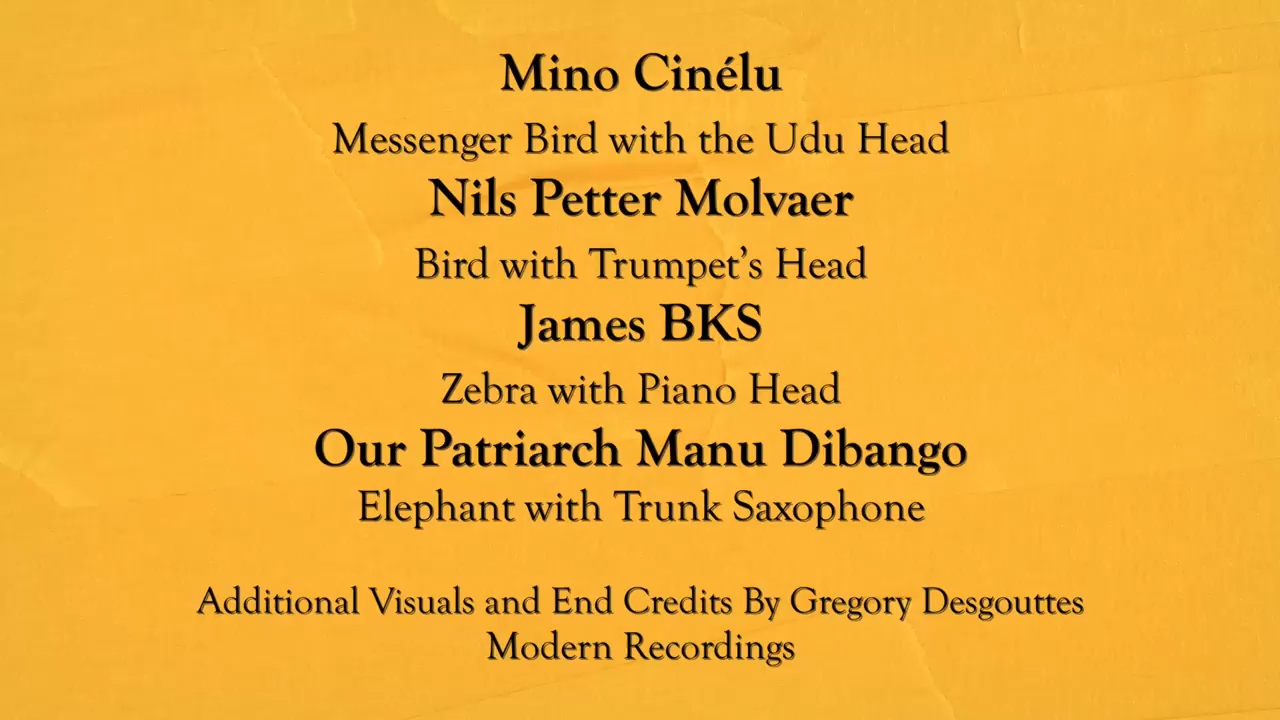 Mino Cinélu
Messenger Bird with the Udu Head
Nils Petter Molvaer
Bird with Trumpet's Head
James BKS
Zebra with Piano Head
Our Patriarch Manu Dibango
Elephant with Trunk Saxophone
Additional Visuals and End Credits By Gregory Desgouttes
Modern Recordings